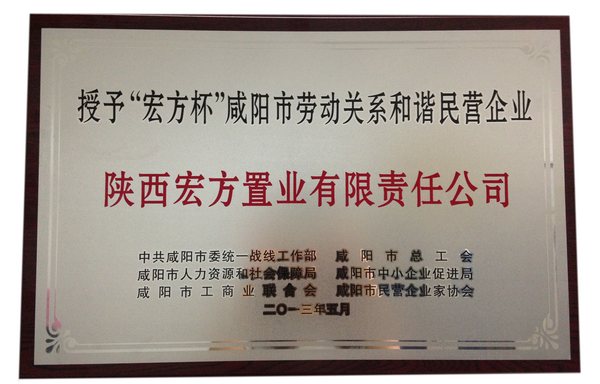 授予“宏方杯”咸阳市劳动关系和谐民营企业
陕西宏方置业有限责任公司
中共咸阳市委统一战线工作部 咸阳市总工会
咸阳市人力资源和社会保障局 咸阳市中小企业促进局
咸阳市工商业联合会 咸阳市民营企业家协会
二〇一三年五月